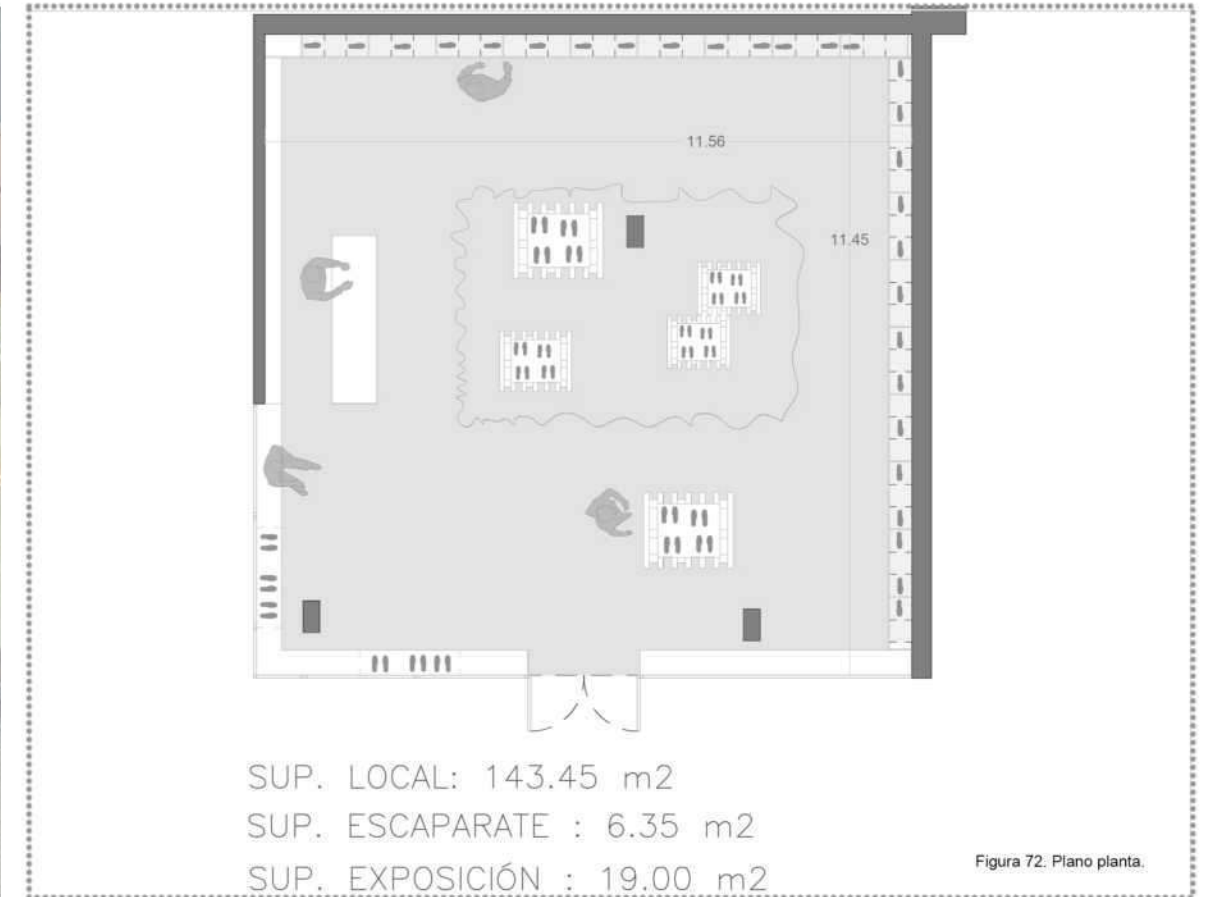 11.56
11.45
SUP. LOCAL: 143.45 m2
SUP. ESCAPARATE : 6.35 m2
SUP. EXPOSICIÓN : 19.00 m2
Figura 72. Plano planta.